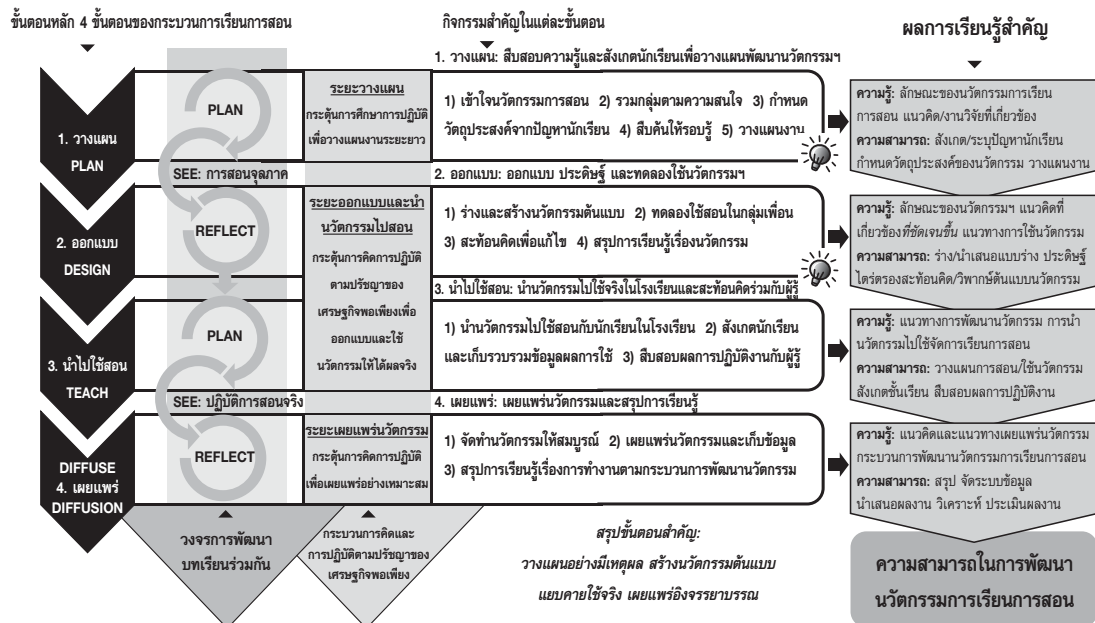 ขั้นตอนหลัก 4 ขั้นตอนของกระบวนการเรียนการสอน
กิจกรรมสำคัญในแต่ละขั้นตอน
ผลการเรียนรู้สำคัญ
1. วางแผน
PLAN
PLAN
ระยะวางแผน
กระตุ้นการศึกษาการปฏิบัติ
เพื่อวางแผนงานระยะยาว
1. วางแผน: สืบสอบความรู้และสังเกตนักเรียนเพื่อวางแผนพัฒนานวัตกรรมฯ
1) เข้าใจนวัตกรรมการสอน 2) รวมกลุ่มตามความสนใจ 3) กำหนด
วัตถุประสงค์จากปัญหานักเรียน 4) สืบค้นให้รอบรู้ 5) วางแผนงาน
ความรู้: ลักษณะของนวัตกรรมการเรียน
การสอน แนวคิด/งานวิจัยที่เกี่ยวข้อง
ความสามารถ: สังเกต/ระบุปัญหานักเรียน
กำหนดวัตถุประสงค์ของนวัตกรรม วางแผนงาน
SEE: การสอนจุลภาค
2. ออกแบบ
DESIGN
REFLECT
ระยะออกแบบและนำ
นวัตกรรมไปสอน
กระตุ้นการคิดการปฏิบัติ
ตามปรัชญาของ
เศรษฐกิจพอเพียงเพื่อ
ออกแบบและใช้
นวัตกรรมให้ได้ผลจริง
2. ออกแบบ: ออกแบบ ประดิษฐ์ และทดลองใช้นวัตกรรมฯ
1) ร่างและสร้างนวัตกรรมต้นแบบ 2) ทดลองใช้สอนในกลุ่มเพื่อน
3) สะท้อนคิดเพื่อแก้ไข 4) สรุปการเรียนรู้เรื่องนวัตกรรม
ความรู้: ลักษณะของนวัตกรรมฯ แนวคิดที่
เกี่ยวข้องที่ชัดเจนขึ้น แนวทางการใช้นวัตกรรม
ความสามารถ: ร่าง/นำเสนอแบบร่าง ประดิษฐ์
ไตร่ตรองสะท้อนคิด/วิพากษ์ต้นแบบนวัตกรรม
3. นำไปใช้สอน
TEACH
PLAN
3. นำไปใช้สอน: นำนวัตกรรมไปใช้จริงในโรงเรียนและสะท้อนคิดร่วมกับผู้รู้
1) นำนวัตกรรมไปใช้สอนกับนักเรียนในโรงเรียน 2) สังเกตนักเรียน
และเก็บรวบรวมข้อมูลผลการใช้ 3) สืบสอบผลการปฏิบัติงานกับผู้รู้
ความรู้: แนวทางการพัฒนานวัตกรรม การนำ
นวัตกรรมไปใช้จัดการเรียนการสอน
ความสามารถ: วางแผนการสอน/ใช้นวัตกรรม
สังเกตชั้นเรียน สืบสอบผลการปฏิบัติงาน
SEE: ปฏิบัติการสอนจริง
DIFFUSE
4. เผยแพร่
DIFFUSION
REFLECT
ระยะเผยแพร่นวัตกรรม
กระตุ้นการคิดการปฏิบัติ
เพื่อเผยแพร่อย่างเหมาะสม
4. เผยแพร่: เผยแพร่นวัตกรรมและสรุปการเรียนรู้
1) จัดทำนวัตกรรมให้สมบูรณ์ 2) เผยแพร่นวัตกรรมและเก็บข้อมูล
3) สรุปการเรียนรู้เรื่องการทำงานตามกระบวนการพัฒนานวัตกรรม
ความรู้: แนวคิดและแนวทางเผยแพร่นวัตกรรม
กระบวนการพัฒนานวัตกรรมการเรียนการสอน
ความสามารถ: สรุป จัดระบบข้อมูล
นำเสนอผลงาน วิเคราะห์ ประเมินผลงาน
วงจรการพัฒนา
บทเรียนร่วมกัน
กระบวนการคิดและ
การปฏิบัติตามปรัชญาของ
เศรษฐกิจพอเพียง
สรุปขั้นตอนสำคัญ:
วางแผนอย่างมีเหตุผล สร้างนวัตกรรมต้นแบบ
แยบคายใช้จริง เผยแพร่อิงจรรยาบรรณ
ความสามารถในการพัฒนา
นวัตกรรมการเรียนการสอน